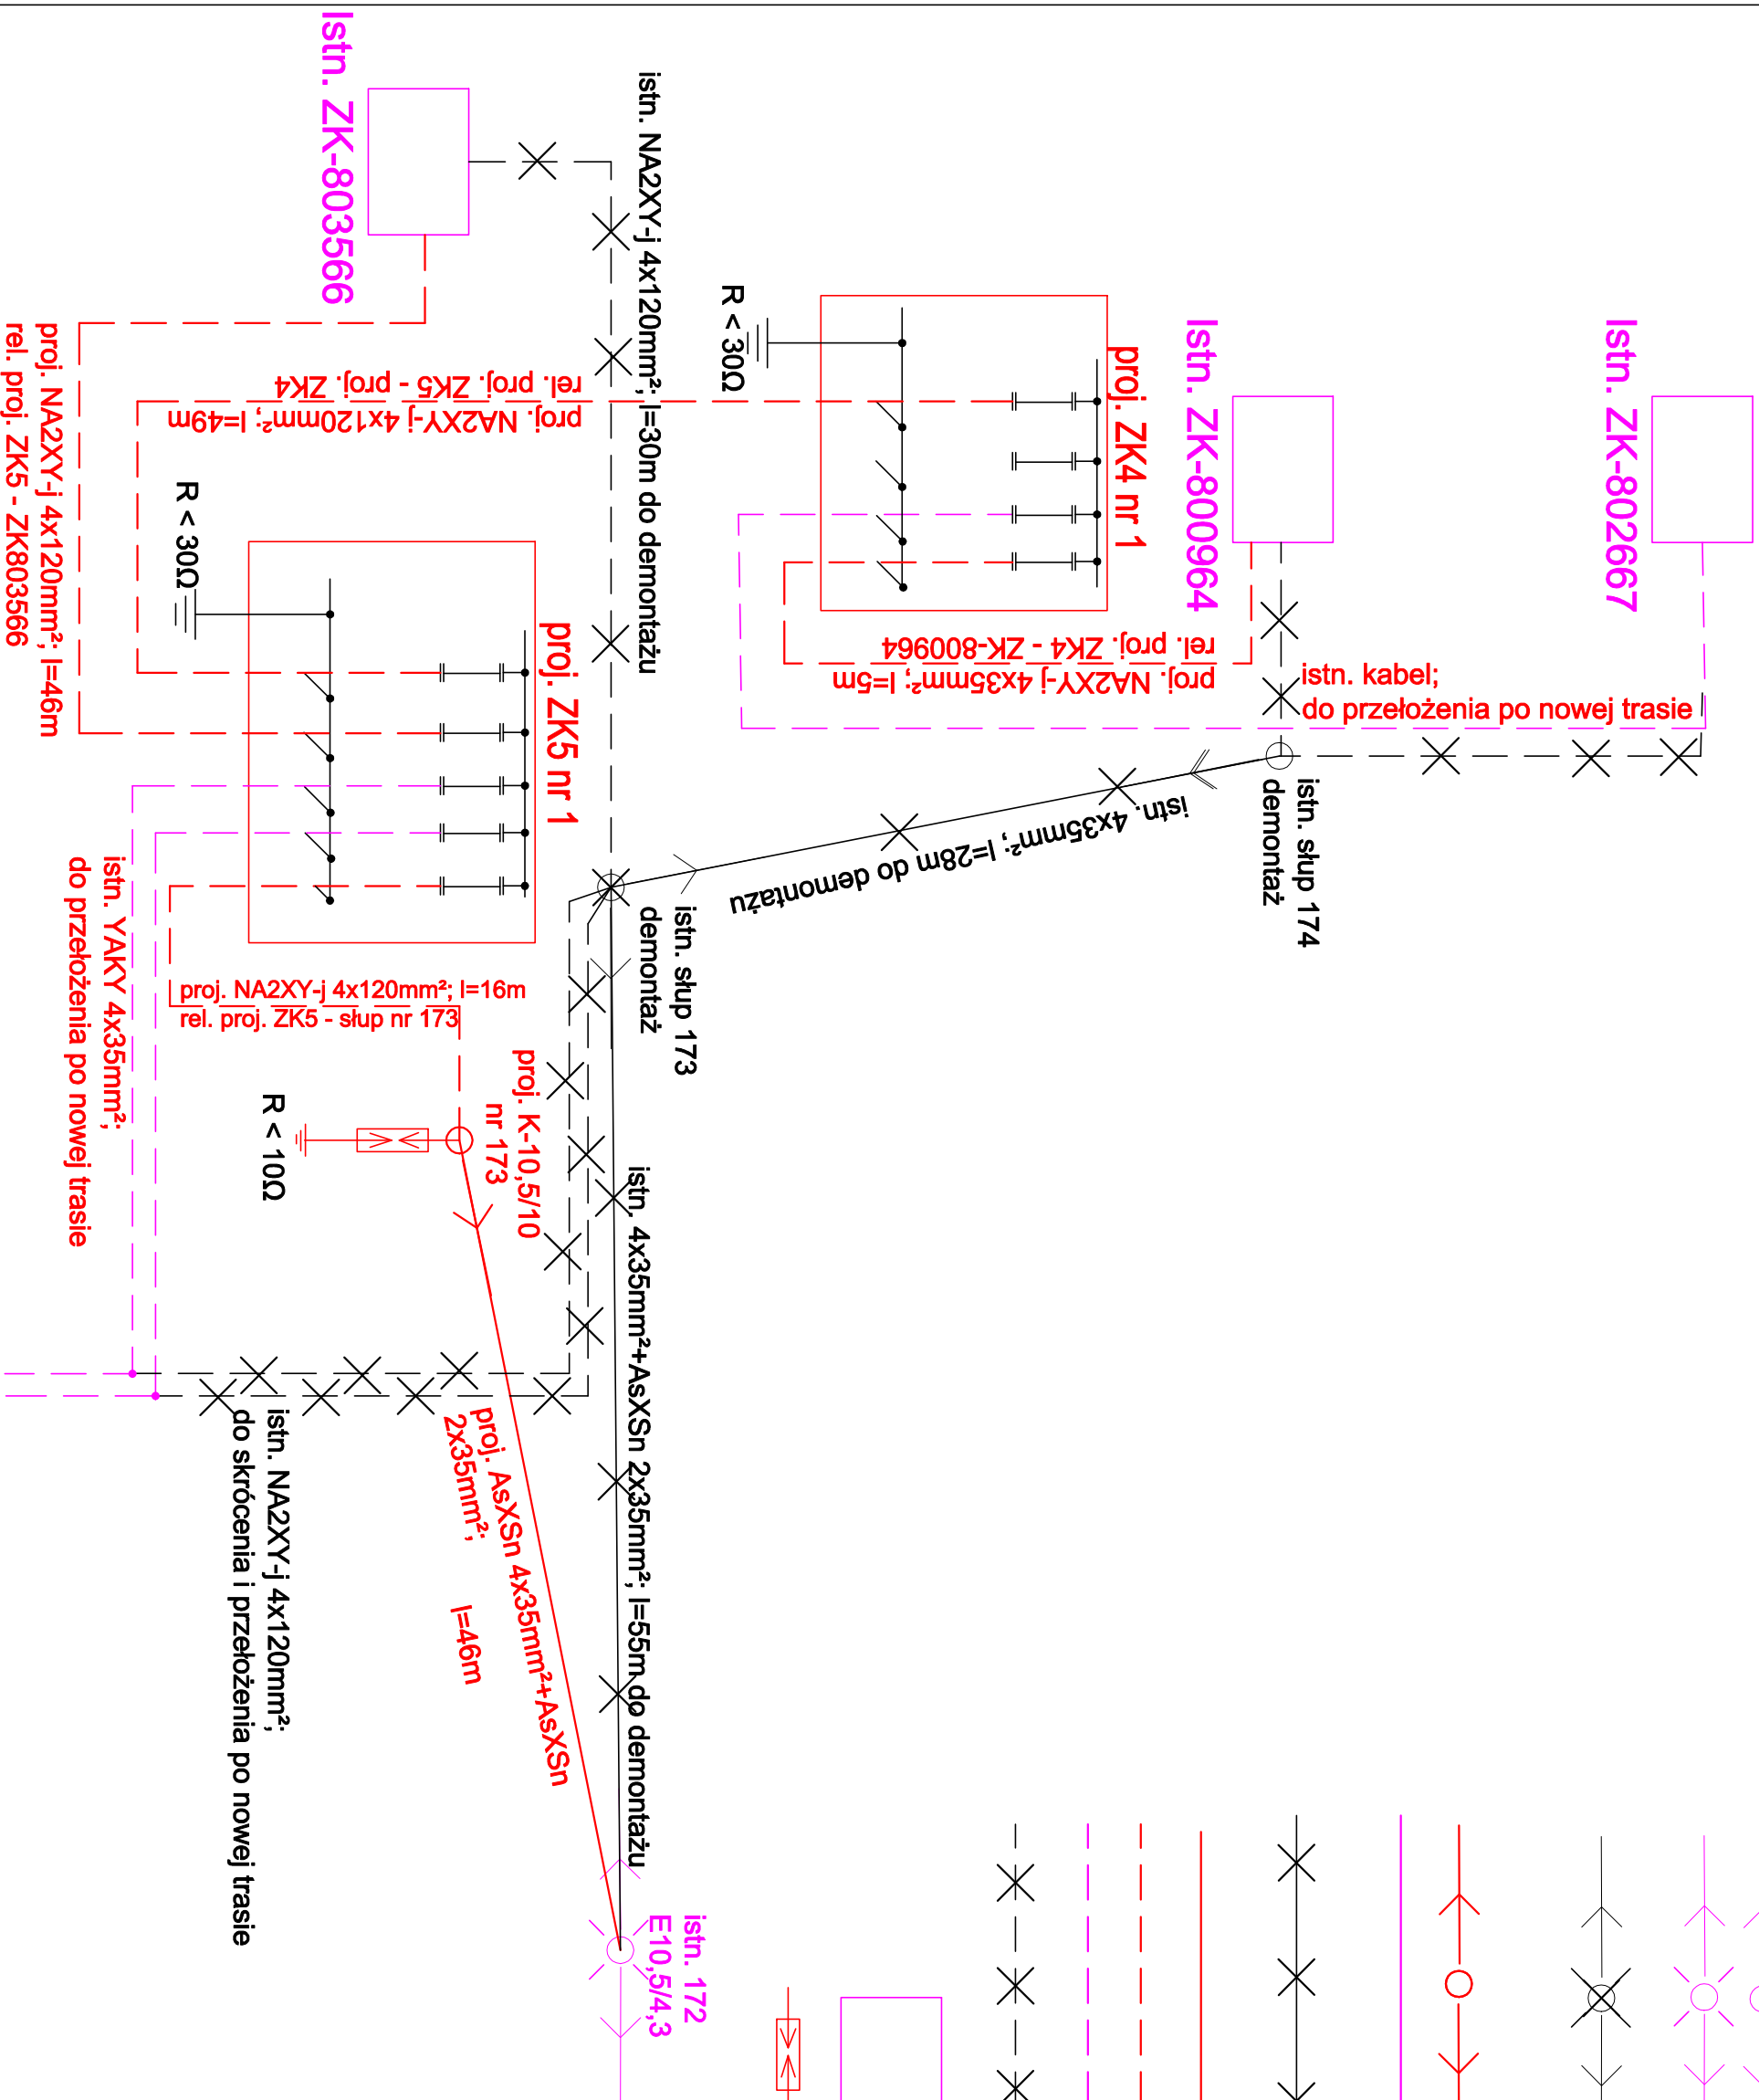 Istn. ZK-802667
Istn. ZK-800964
istn. kabel;
do przełożenia po nowej trasie
istn. słup 174
demontaż
proj. ZK4 nr 1
R < 30Ω
proj. NA2XY-j 4x35mm²; l=5m
rel. proj. ZK4 - ZK-800964
istn. 4x35mm²; l=28m do demontażu
Istn. ZK-803566
istn. NA2XY-j 4x120mm²; l=30m do demontażu
proj. NA2XY-j 4x120mm²; l=49m
rel. proj. ZK5 - proj. ZK4
istn. słup 173
demontaż
proj. ZK5 nr 1
R < 30Ω
proj. NA2XY-j 4x120mm²; l=46m
rel. proj. ZK5 - ZK803566
proj. NA2XY-j 4x120mm²; l=16m
rel. proj. ZK5 - słup nr 173
istn. YAKY 4x35mm²;
do przełożenia po nowej trasie
proj. K-10,5/10
nr 173
R < 10Ω
istn. 4x35mm²+AsXSn 2x35mm²; l=55m do demontażu
proj. AsXSn 4x35mm²+AsXSn
2x35mm²; l=46m
istn. NA2XY-j 4x120mm²;
do skrócenia i przełożenia po nowej trasie
istn. 172
E10,5/4,3